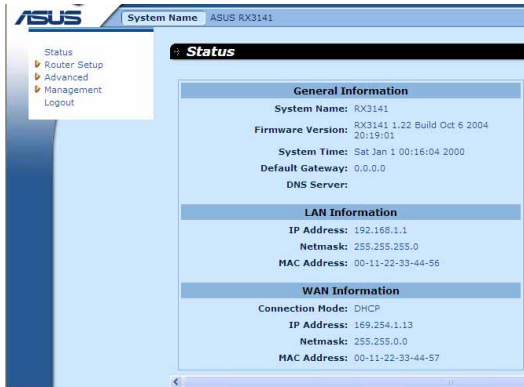 ASUS
System Name ASUS RX3141
Status
Router Setup
Advanced
Management
Logout
Status
General Information
System Name: RX3141
Firmware Version: RX3141 1.22 Build Oct 6 2004
20:19:01
System Time: Sat Jan 1 00:16:04 2000
Default Gateway: 0.0.0.0
DNS Server:
LAN Information
IP Address: 192.168.1.1
Netmask: 255.255.255.0
MAC Address: 00-11-22-33-44-56
WAN Information
Connection Mode: DHCP
IP Address: 169.254.1.13
Netmask: 255.255.0.0
MAC Address: 00-11-22-33-44-57